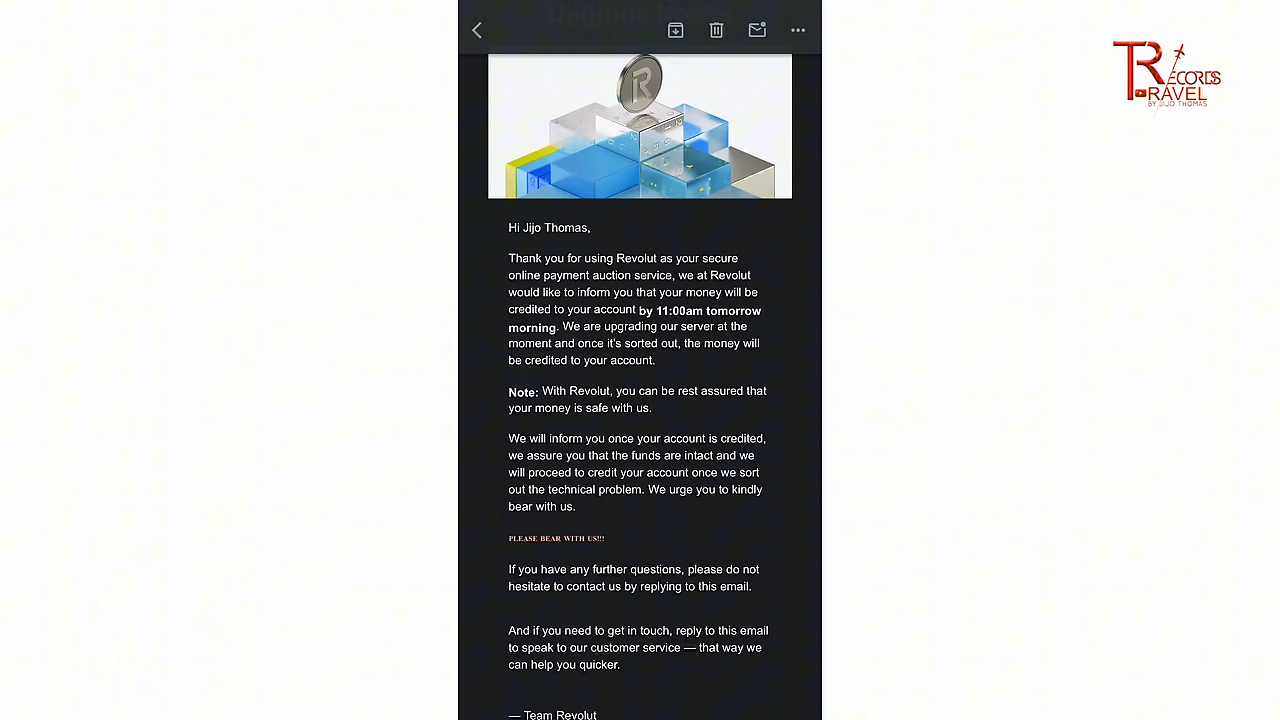 Hi Jijo Thomas,
Thank you for using Revolut as your secure
online payment auction service, we at Revolut
would like to inform you that your money will be
credited to your account by 11:00am tomorrow
morning. We are upgrading our server at the
moment and once it's sorted out, the money will
be credited to your account.
Note: With Revolut, you can be rest assured that
your money is safe with us.
We will inform you once your account is credited,
we assure you that the funds are intact and we
will proceed to credit your account once we sort
out the technical problem. We urge you to kindly
bear with us.
PLEASE BEAR WITH US!!!
If you have any further questions, please do not
hesitate to contact us by replying to this email.
And if you need to get in touch, reply to this email
to speak to our customer service — that way we
can help you quicker.
— Team Revolut
TRECORDS
TRAVEL
BY JIJO THOMAS